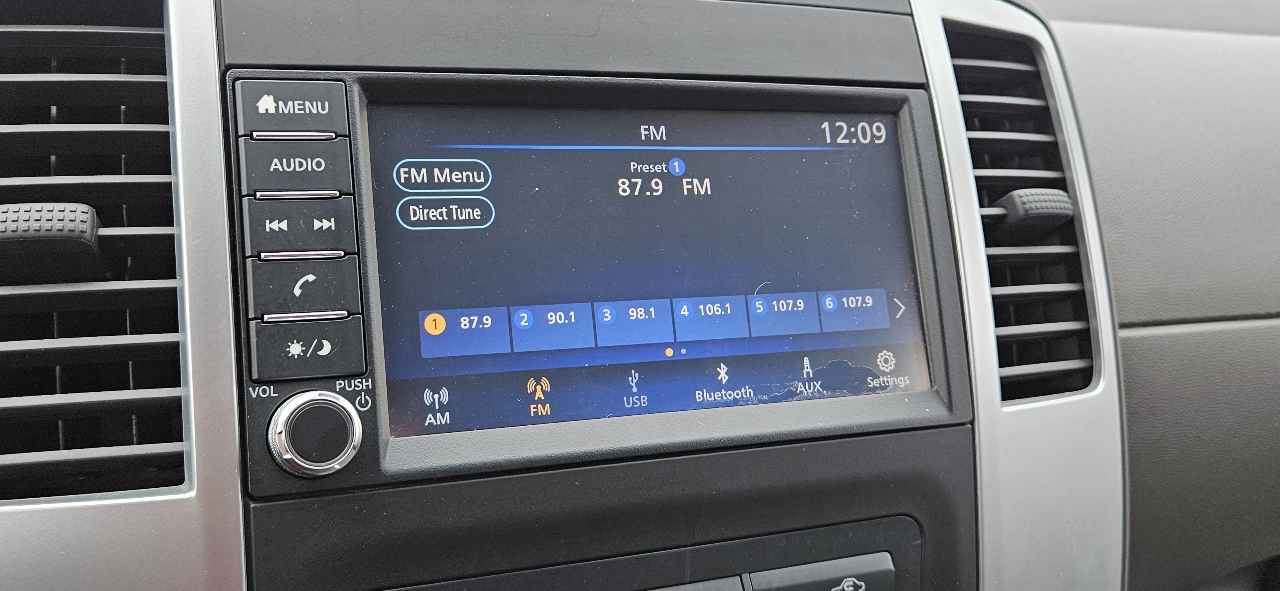 MENU
AUDIO
VOL
PUSH
FM
12:09
FM Menu
Direct Tune
Preset 1
87.9 FM
1 87.9
2 90.1
3 98.1
4 106.1
5 107.9
6 107.9
AM
FM
USB
Bluetooth
AUX
Settings